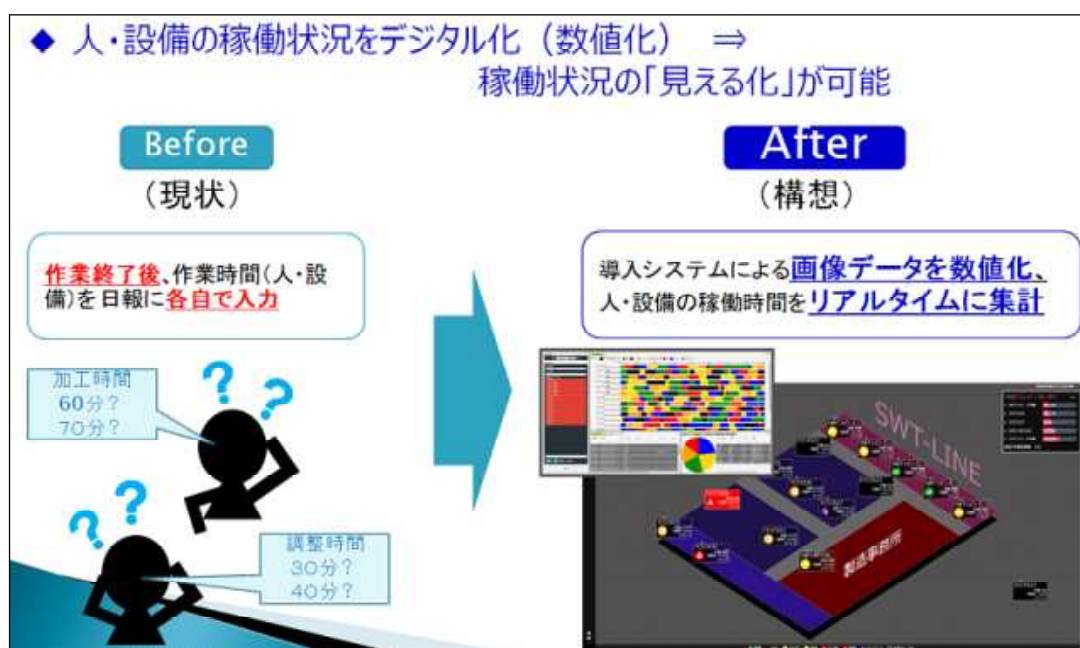 ◆ 人・設備の稼働状況をデジタル化（数値化） ⇒
稼働状況の「見える化」が可能
Before
（現状）
After
（構想）
作業終了後、作業時間（人・設
備）を日報に各自で入力
導入システムによる画像データを数値化、
人・設備の稼働時間をリアルタイムに集計
加工時間
60分？
70分？
調整時間
30分？
40分？
SWT-LINE
製造事務所